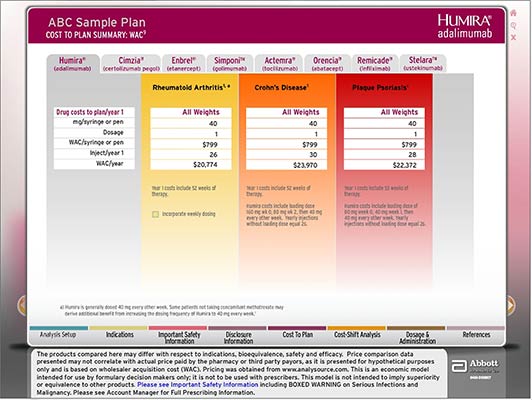 ABC Sample Plan
COST TO PLAN SUMMARY: WAC⁹
HUMIRA®
adalimumab
Humira® Cimzia® Enbrel® Simponi™ Actemra® Orencia® Remicade® Stelara™
(adalimumab) (certolizumab pegol) (etanercept) (golimumab) (tocilizumab) (abatacept) (infliximab) (ustekinumab)
Rheumatoid Arthritis Crohn's Disease Plaque Psoriasis
Drug costs to plan/year 1 All Weights All Weights All Weights
mg/syringe or pen 40 40 40
Dosage 1 1 1
WAC/syringe or pen $799 $799 $799
Inject/year 1 26 30 28
WAC/year $20,774 $23,970 $22,372
Year 1 costs include 52 weeks of
therapy.
Incorporate weekly dosing
Year 1 costs include 52 weeks of
therapy.
Humira costs include loading dose
160 mg wk 0; 80 mg wk 2, then 40 mg
every other week. Yearly injections
without loading dose equal 26.
Year 1 costs include 52 weeks of
therapy.
Humira costs include loading dose of
80 mg week 0; 40 mg week 1, then
40 mg every other week. Yearly
injections without loading dose equal 26.
a) Humira is generally dosed 40 mg every other week. Some patients not taking concomitant methotrexate may
derive additional benefit from increasing the dosing frequency of Humira to 40 mg every week.
Analysis Setup Indications Important Safety Information Disclosure Information Cost To Plan Cost-Shift Analysis Dosage & Administration References
The products compared here may differ with respect to indications, bioequivalence, safety and efficacy. Price comparison data
presented may not correlate with actual price paid by the pharmacy or third party payors, as it is presented for hypothetical purposes
only and is based on wholesaler acquisition cost (WAC). Pricing was obtained from www.analysource.com. This is an economic model
intended for use by formulary decision makers only; it is not to be used with prescribers. This model is not intended to imply superiority
or equivalence to other products. Please see Important Safety Information including BOXED WARNING on Serious Infections and
Malignancy. Please see Account Manager for Full Prescribing Information.
Abbott